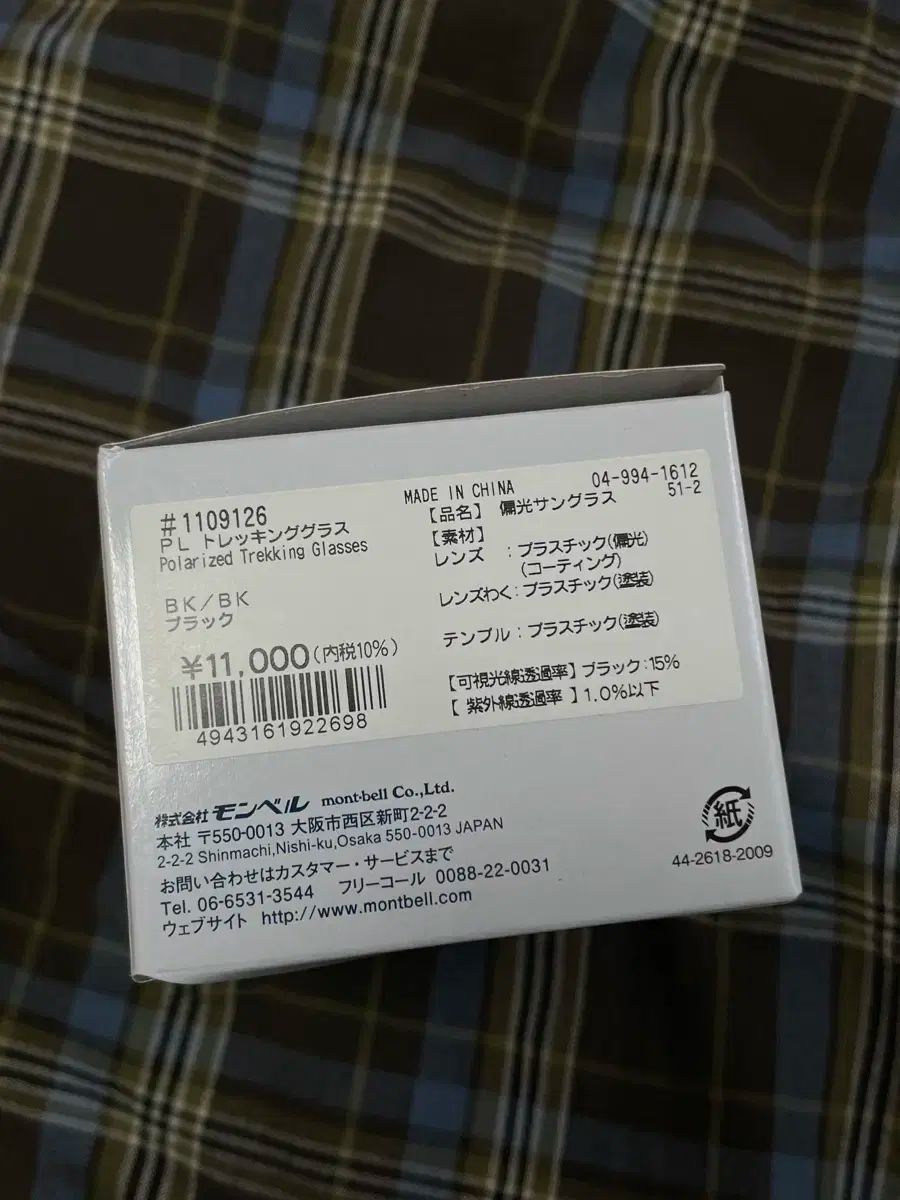 #1109126
PL トレッキンググラス
Polarized Trekking Glasses
BK/BK
ブラック
¥11,000(内税10%)
4943161922698
MADE IN CHINA
04-994-1612
51-2
【品名】 偏光サングラス
【素材】
レンズ :プラスチック(偏光)
(コーティング)
レンズわく:プラスチック(塗装)
テンプル:プラスチック(塗装)
【可視光線透過率】ブラック:15%
【 紫外線透過率 】1.0%以下
株式会社 モンベル mont-bell Co.,Ltd.
本社 〒550-0013 大阪市西区新町2-2-2
2-2-2 Shinmachi,Nishi-ku,Osaka 550-0013 JAPAN
お問い合わせはカスタマー・サービスまで
Tel. 06-6531-3544 フリーコール 0088-22-0031
ウェブサイト http://www.montbell.com
紙
44-2618-2009